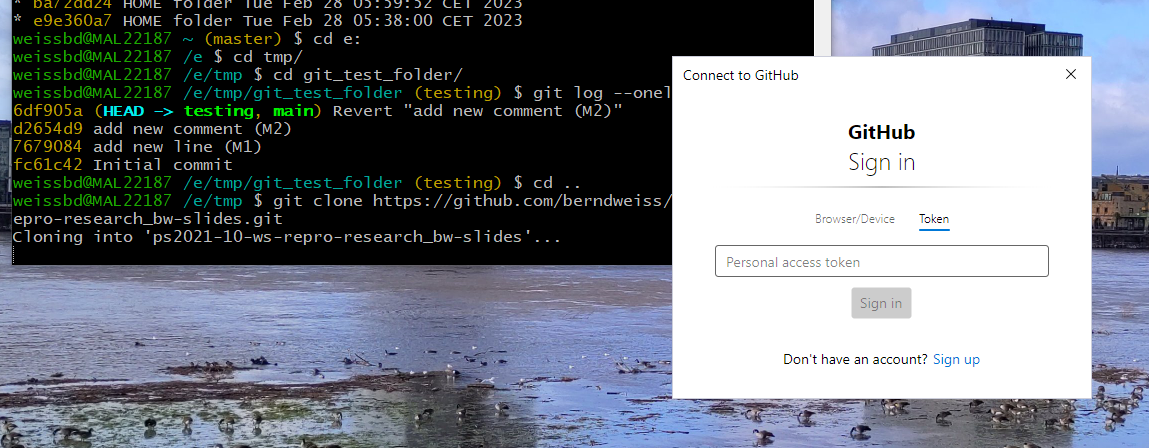 * ba72dd24 HOME folder Tue Feb 28 05:59:52 CET 2023
* e9e360a7 HOME folder Tue Feb 28 05:38:00 CET 2023
weissbd@MAL22187 ~ (master) $ cd e:
weissbd@MAL22187 /e $ cd tmp/
weissbd@MAL22187 /e/tmp $ cd git_test_folder/
weissbd@MAL22187 /e/tmp/git_test_folder (testing) $ git log --onel
6df905a (HEAD -> testing, main) Revert "add new comment (M2)"
d2654d9 add new comment (M2)
7679084 add new line (M1)
fc61c42 Initial commit
weissbd@MAL22187 /e/tmp/git_test_folder (testing) $ cd ..
weissbd@MAL22187 /e/tmp $ git clone https://github.com/berndweiss/
epro-research_bw-slides.git
Cloning into 'ps2021-10-ws-repro-research_bw-slides'...
Connect to GitHub
GitHub
Sign in
Browser/Device Token
Personal access token
Sign in
Don't have an account? Sign up